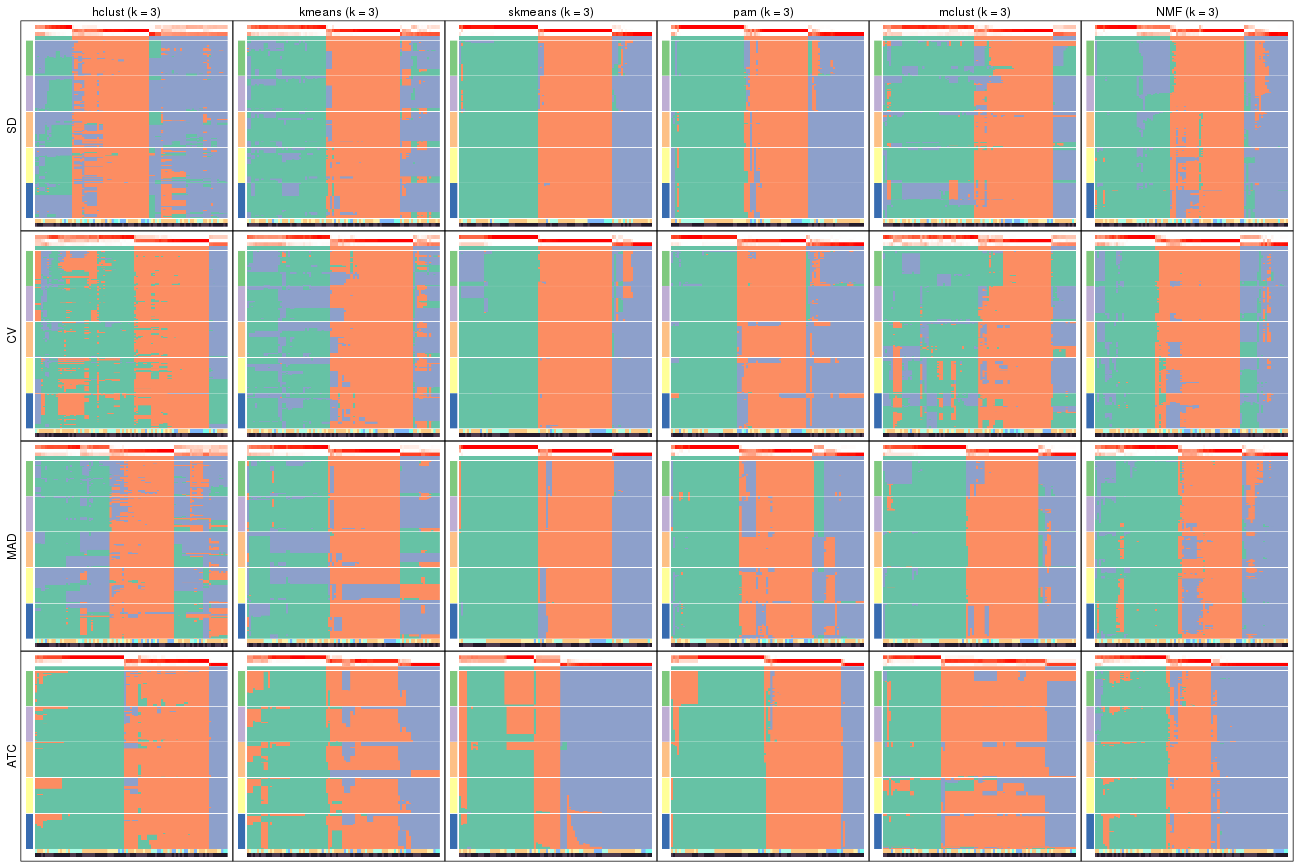 hclust (k = 3) kmeans (k = 3) skmeans (k = 3) pam (k = 3) mclust (k = 3) NMF (k = 3)
SD
CV
MAD
ATC